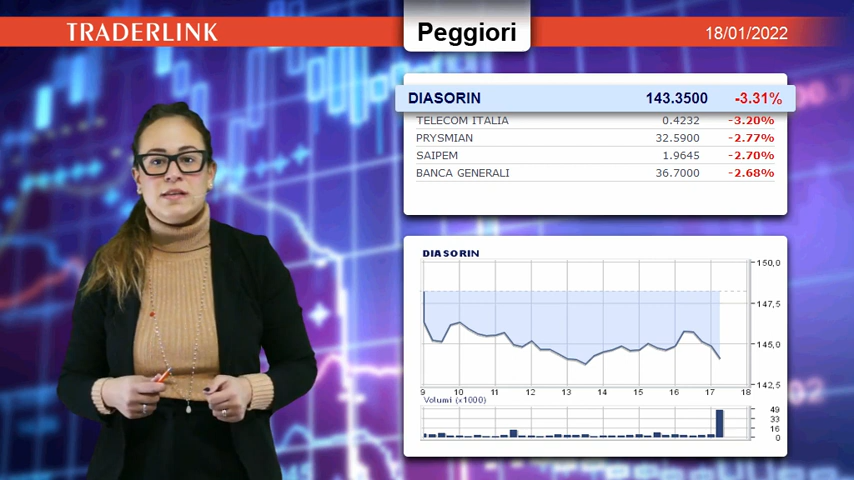 TRADERLINK
Peggiori
18/01/2022
DIASORIN 143.3500 -3.31%
TELECOM ITALIA 0.4232 -3.20%
PRYSMIAN 32.5900 -2.77%
SAIPEM 1.9645 -2.70%
BANCA GENERALI 36.7000 -2.68%
DIASORIN
150,0
147,5
145,0
142,5
9 10 11 12 13 14 15 16 17 18
Volumi (x1000)
49
33
16
0